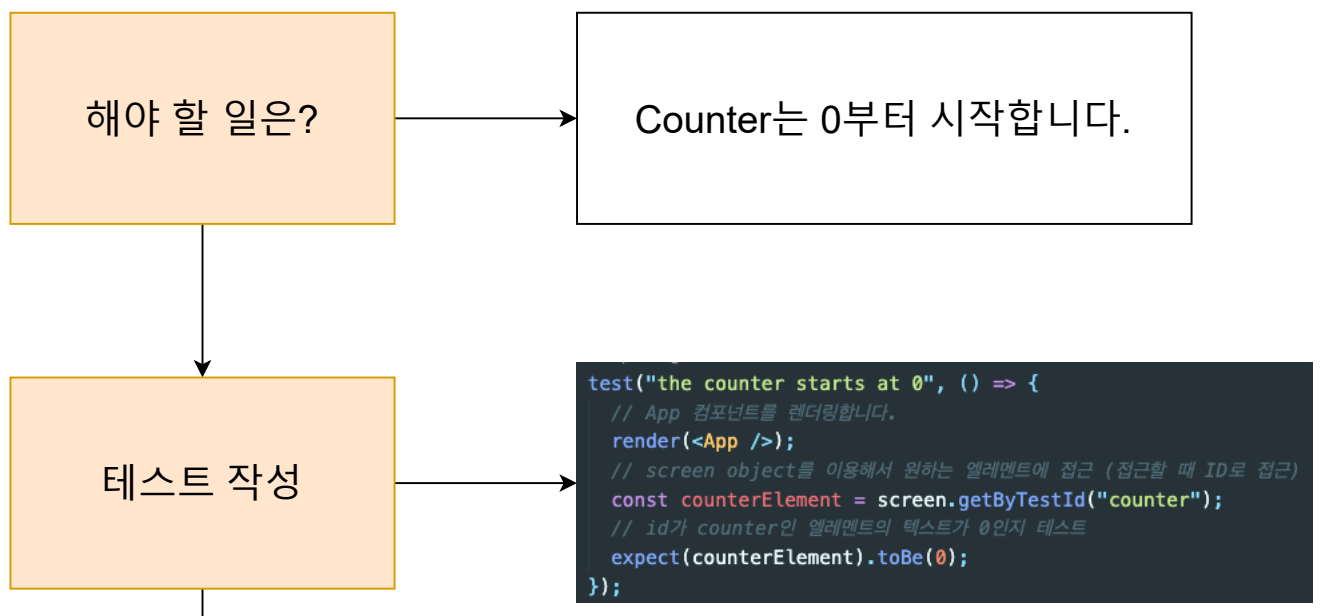 해야 할 일은?
Counter는 0부터 시작합니다.
테스트 작성
test("the counter starts at 0", () => {
// App 컴포넌트를 렌더링합니다.
render(<App />);
// screen object를 이용해서 원하는 엘레멘트에 접근 (접근할 때 ID로 접근)
const counterElement = screen.getByTestId("counter");
// id가 counter인 엘레멘트의 텍스트가 0인지 테스트
expect(counterElement).toBe(0);
});